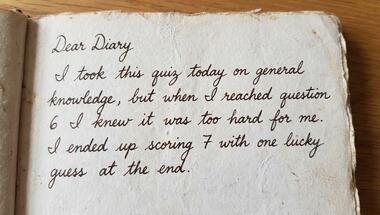 Dear Diary
I took this quiz today on general
knowledge, but when I reached question
6 I knew it was too hard for me.
I ended up scoring 7 with one lucky
guess at the end.